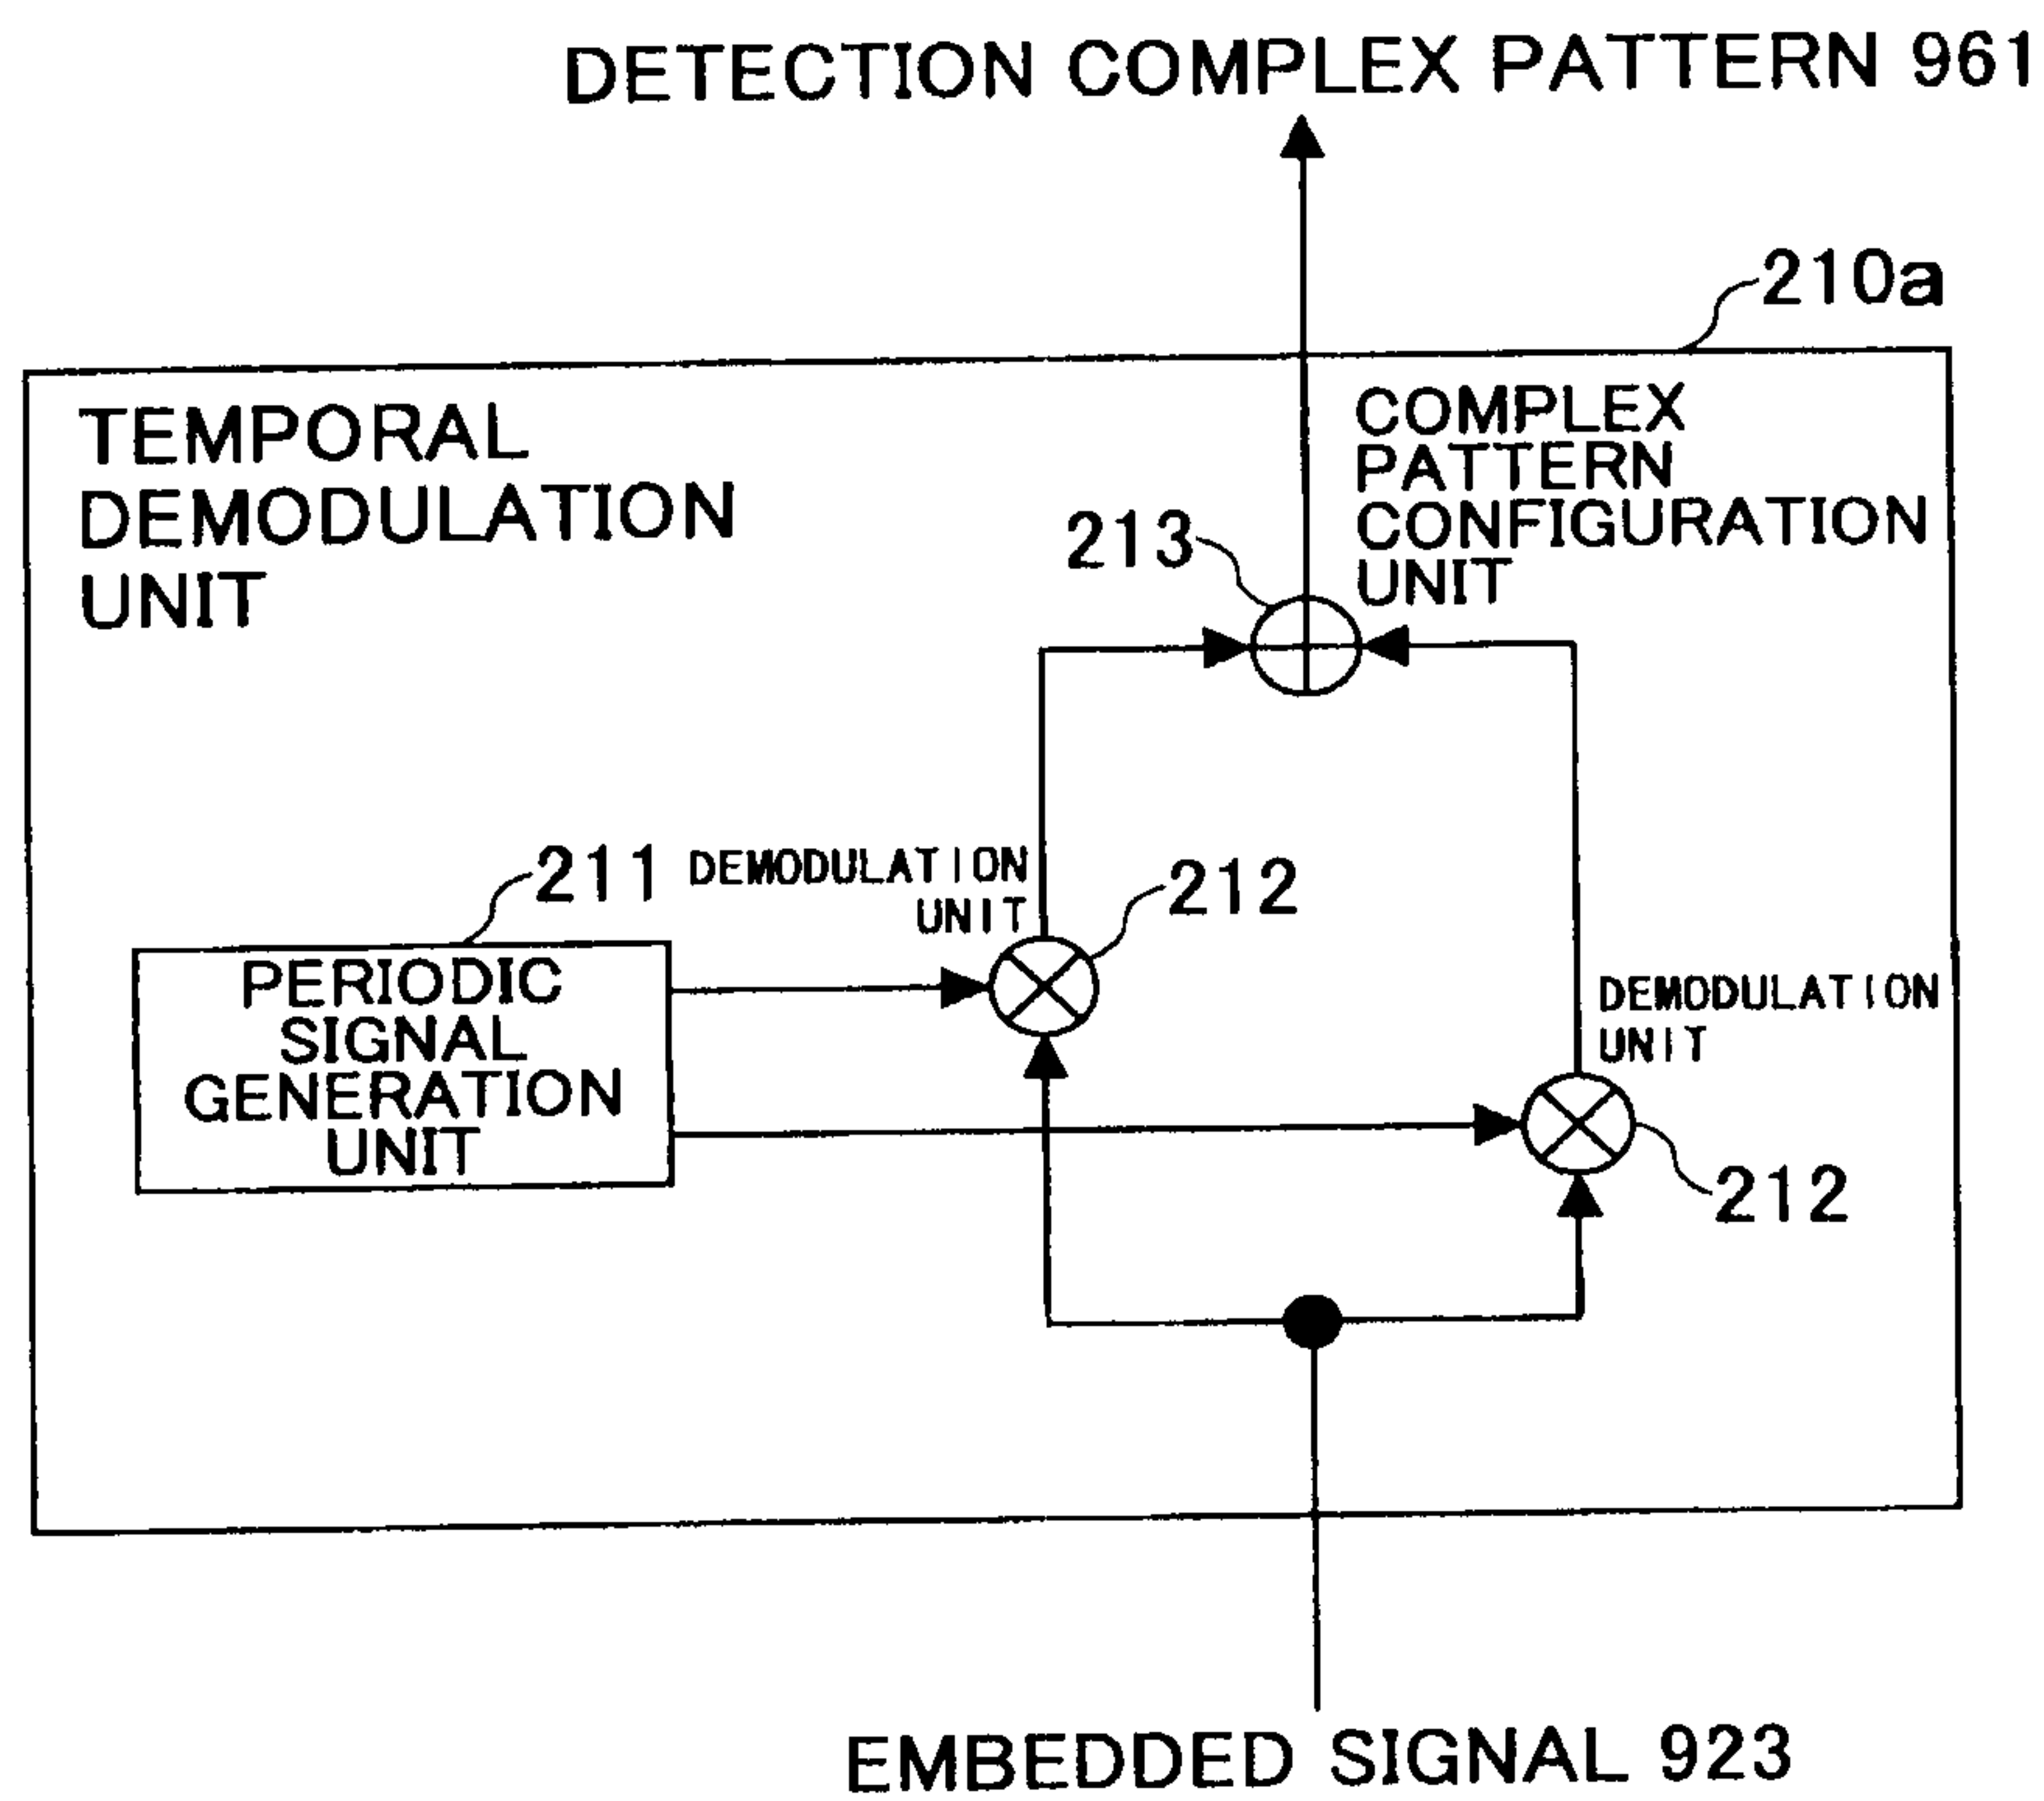 DETECTION COMPLEX PATTERN 961
210a
TEMPORAL
DEMODULATION
UNIT
COMPLEX
PATTERN
CONFIGURATION
UNIT
213
211
DEMODULATION
UNIT
212
PERIODIC
SIGNAL
GENERATION
UNIT
DEMODULATION
UNIT
212
EMBEDDED SIGNAL 923